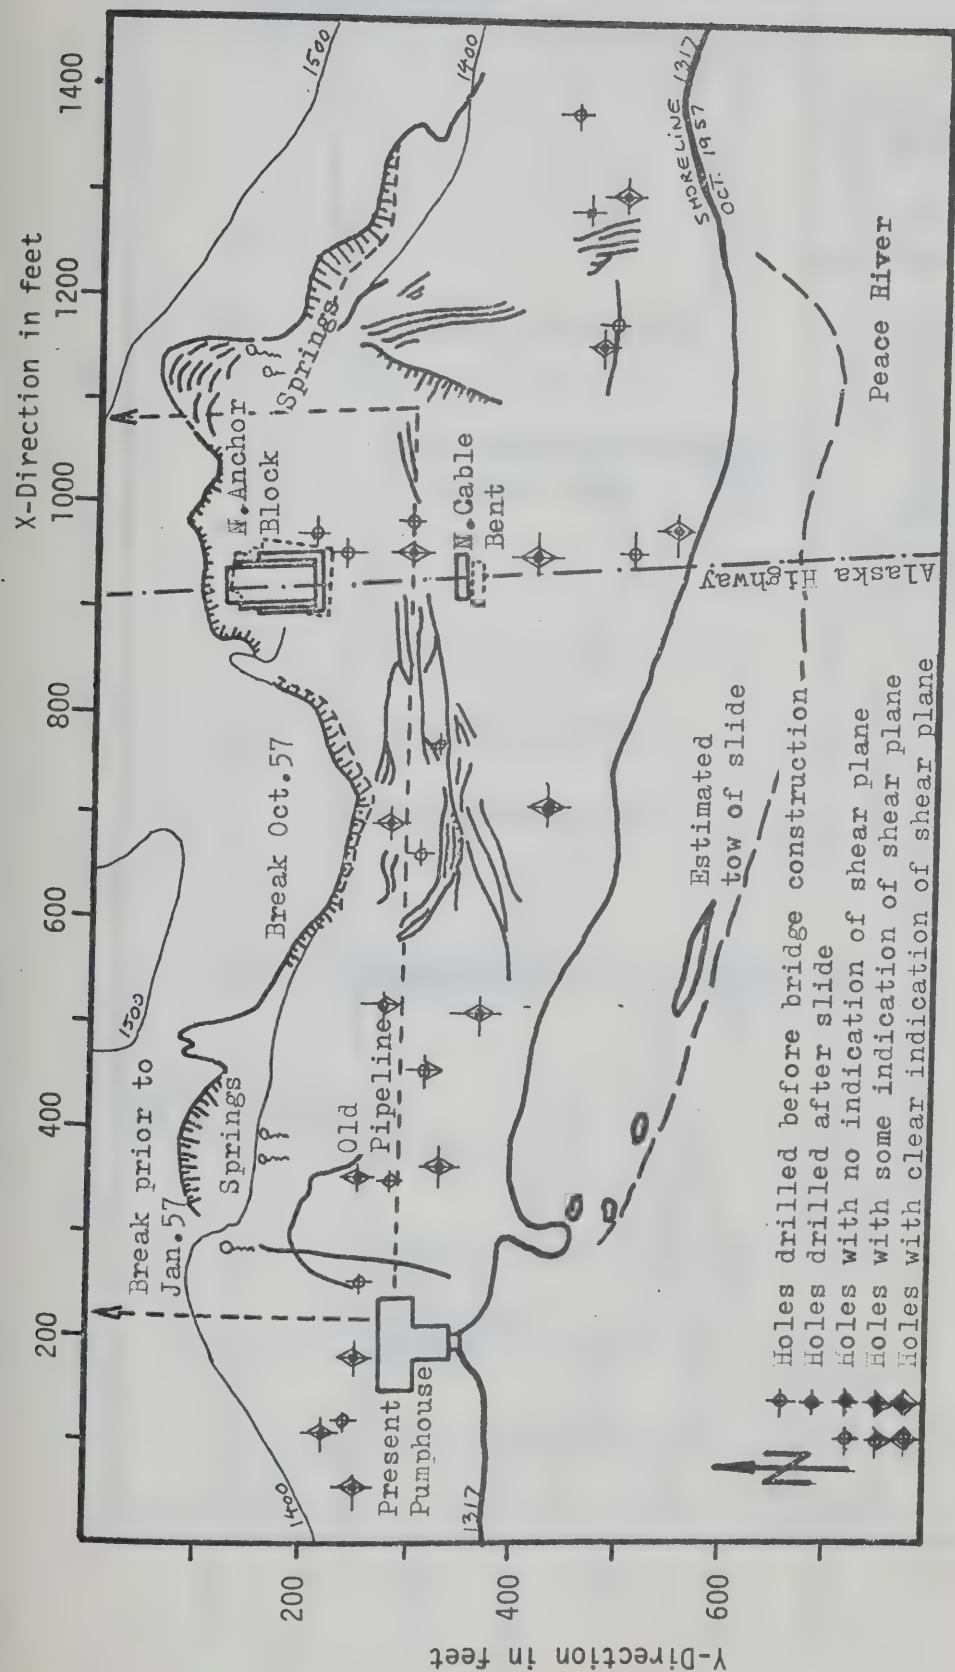 X-Direction in feet
200
400
600
800
1000
1200
1400
Y-Direction in feet
200
400
600
1500
1500
1400
1400
Break prior to
Jan.57
Springs
Break Oct.57
N.Anchor
Block
Springs
Old
Pipeline
N.Cable
Bent
Present
Pumphouse
1317
SHORELINE 1317
OCT. 1957
Alaska Highway
Peace River
Estimated
tow of slide
N
Holes drilled before bridge construction
Holes drilled after slide
Holes with no indication of shear plane
Holes with some indication of shear plane
Holes with clear indication of shear plane